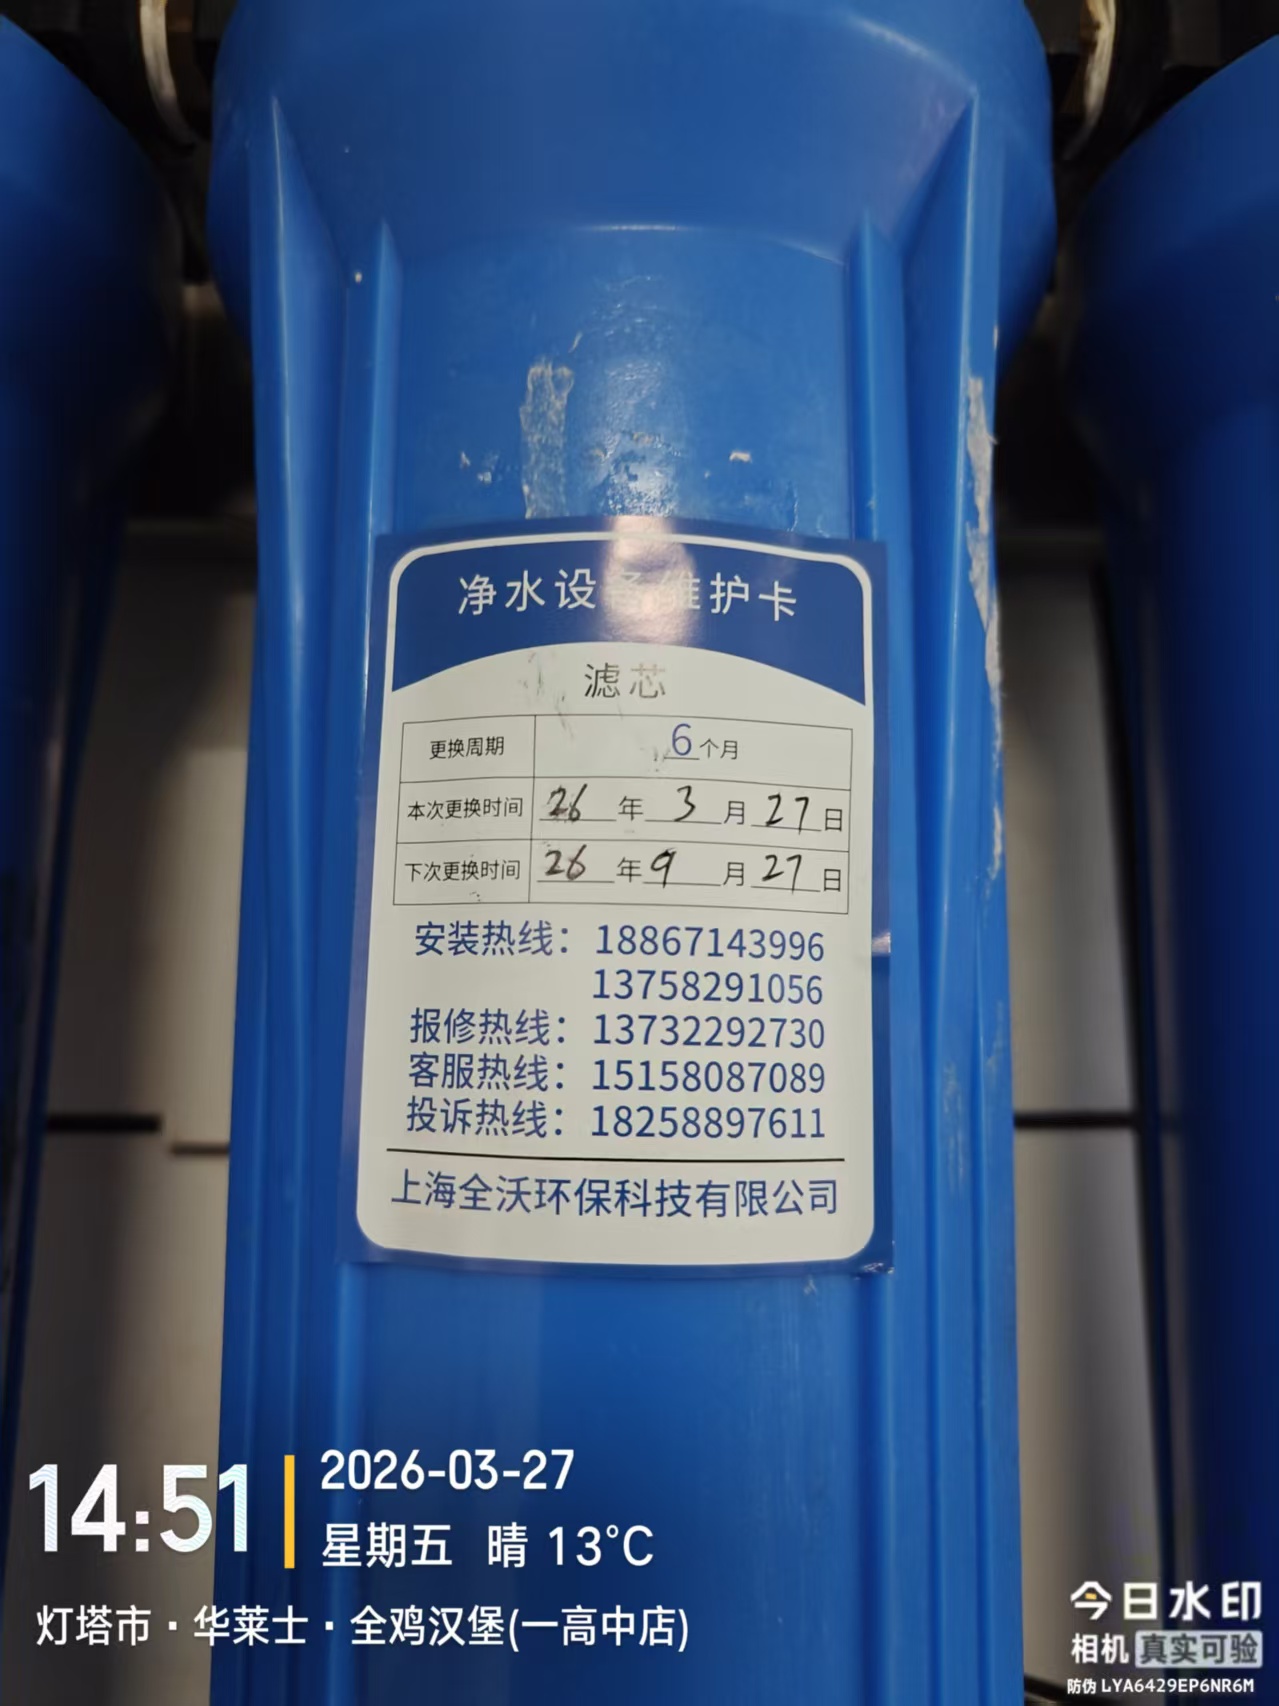 净水设备维护卡
滤芯
更换周期 6个月
本次更换时间 26年3月27日
下次更换时间 26年9月27日
安装热线：18867143996
13758291056
报修热线：13732292730
客服热线：15158087089
投诉热线：18258897611
上海全沃环保科技有限公司
14:51
2026-03-27
星期五 晴 13°C
灯塔市·华莱士·全鸡汉堡(一高中店)
今日水印
相机 真实可验
防伪 LYA6429EP6NR6M